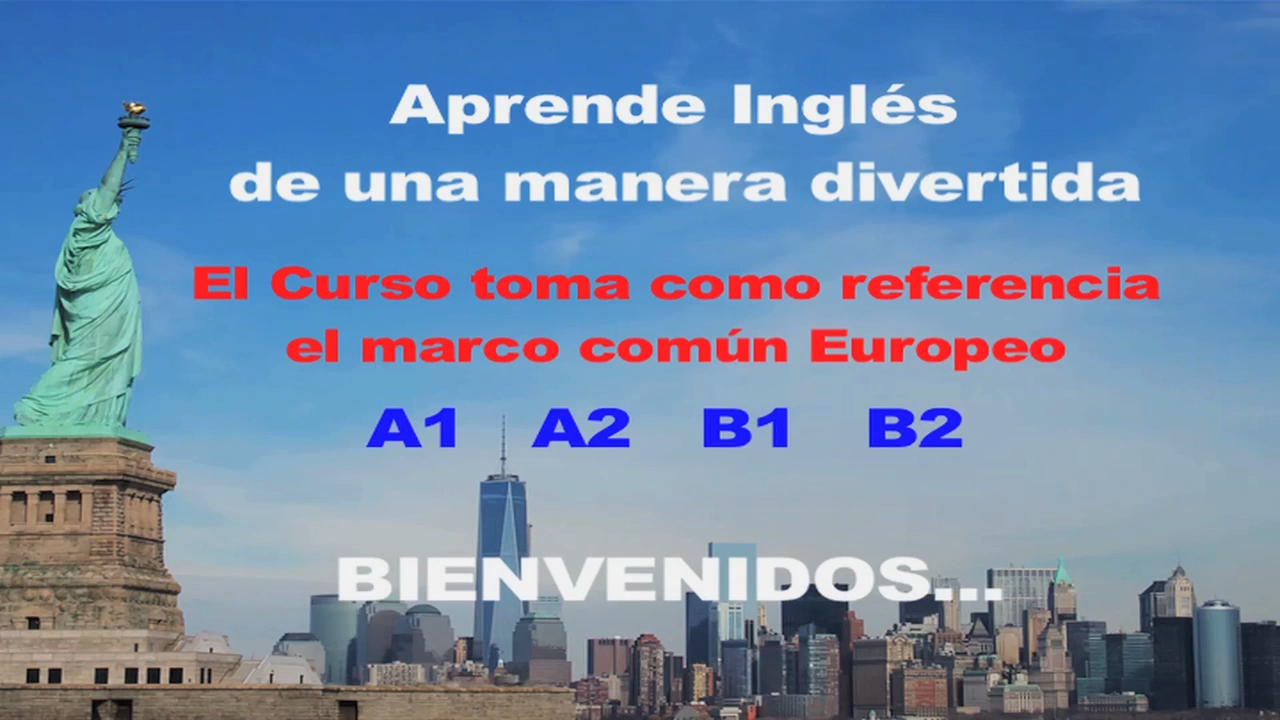 Aprende Inglés
de una manera divertida
El Curso toma como referencia
el marco común Europeo
A1 A2 B1 B2
BIENVENIDOS...